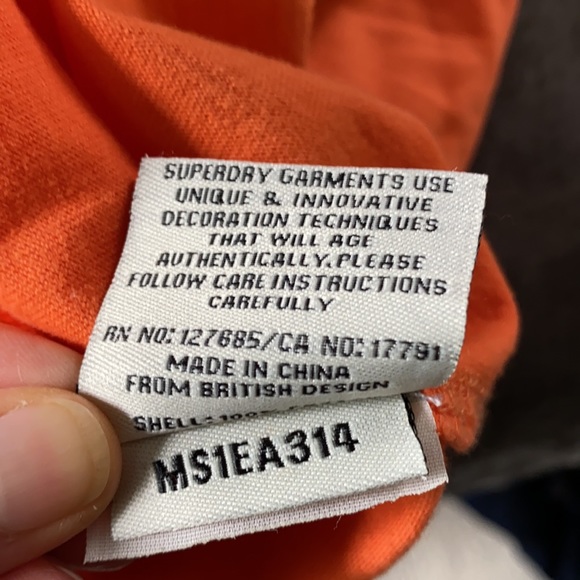 SUPERDRY GARMENTS USE
UNIQUE & INNOVATIVE
DECORATION TECHNIQUES
THAT WILL AGE
AUTHENTICALLY.PLEASE
FOLLOW CARE INSTRUCTIONS
CAREFULLY
RN NO: 127685/CA NO: 17791
MADE IN CHINA
FROM BRITISH DESIGN
SHELL:
MS1EA314